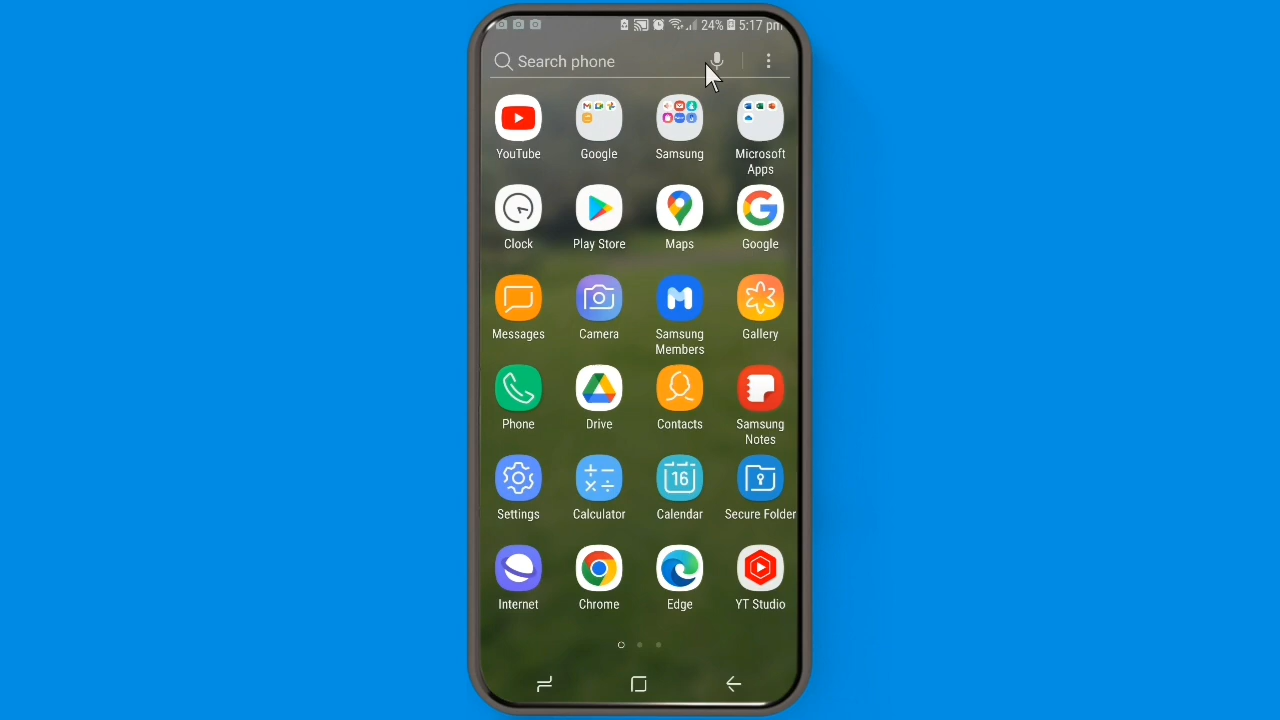 24% 5:17 pm
Search phone
YouTube Google Samsung Microsoft
Apps
Clock Play Store Maps Google
Messages Camera Samsung Gallery
Members
Phone Drive Contacts Samsung
Notes
16
Settings Calculator Calendar Secure Folder
Internet Chrome Edge YT Studio